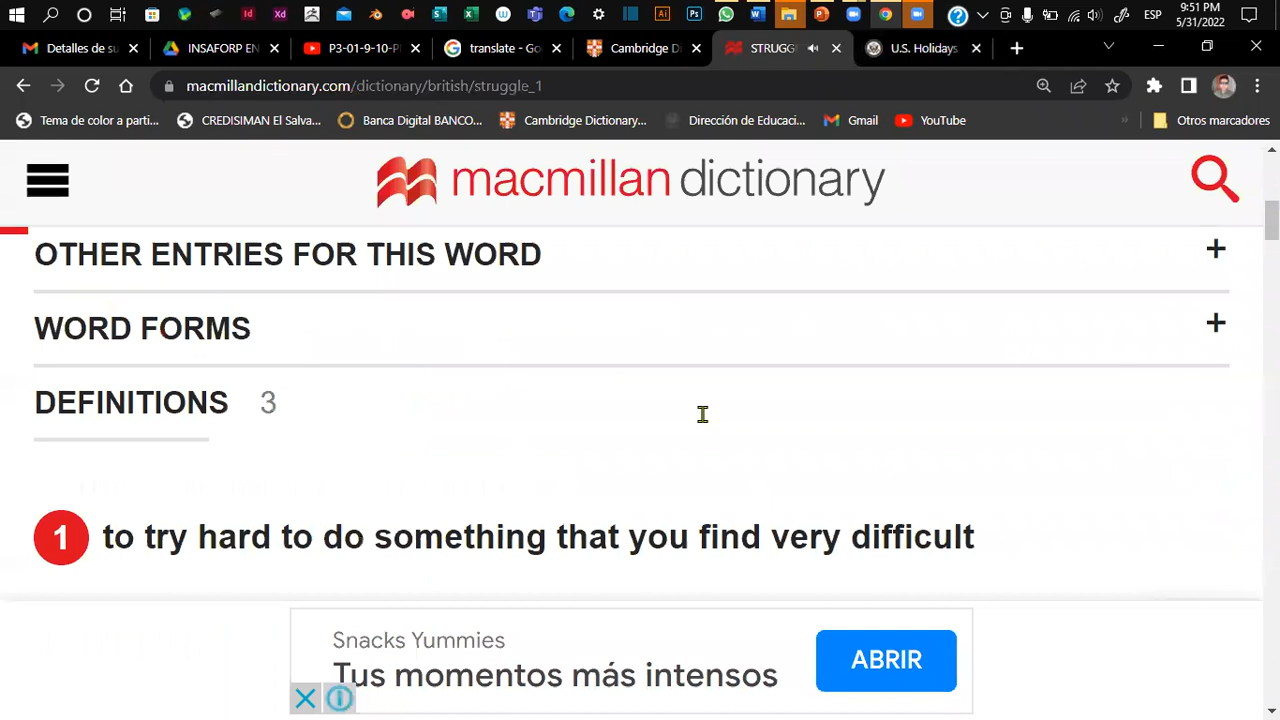 ESP
9:51 PM
5/31/2022
Detalles de su
INSAFORP EN
P3-01-9-10-P
translate - Go
Cambridge D
STRUGG
U.S. Holidays
macmillandictionary.com/dictionary/british/struggle_1
Tema de color a parti...
CREDISIMAN El Salva...
Banca Digital BANCO...
Cambridge Dictionary...
Dirección de Educaci...
Gmail
YouTube
Otros marcadores
macmillan dictionary
OTHER ENTRIES FOR THIS WORD +
WORD FORMS +
DEFINITIONS 3
1 to try hard to do something that you find very difficult
Snacks Yummies
Tus momentos más intensos
ABRIR